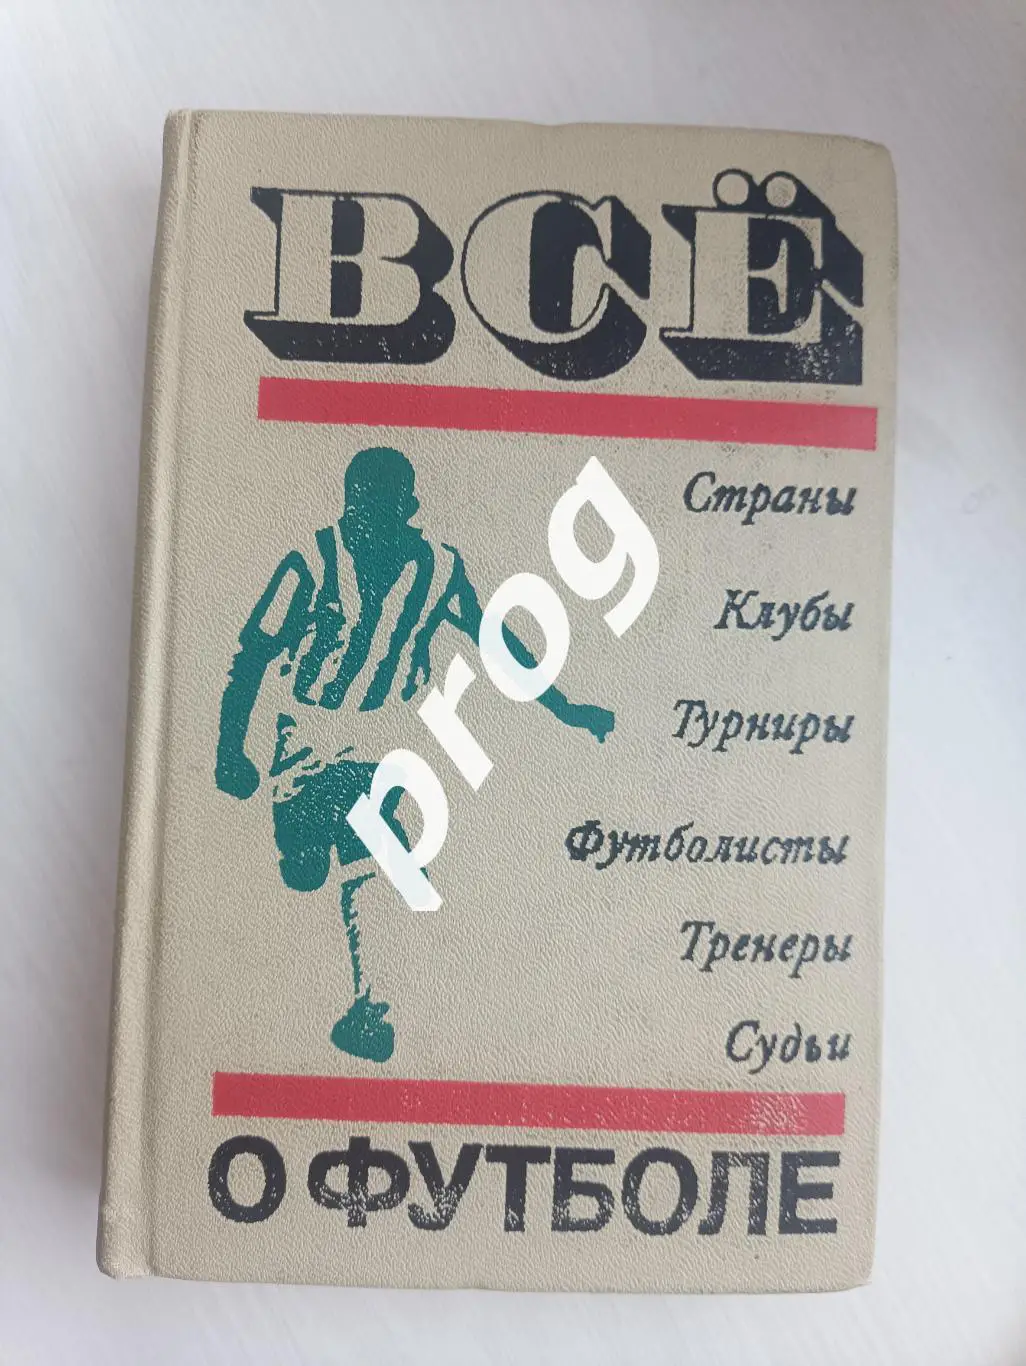 ВСЁ
Страны
Клубы
Турниры
Футболисты
Тренеры
Судьи
О ФУТБОЛЕ
prog